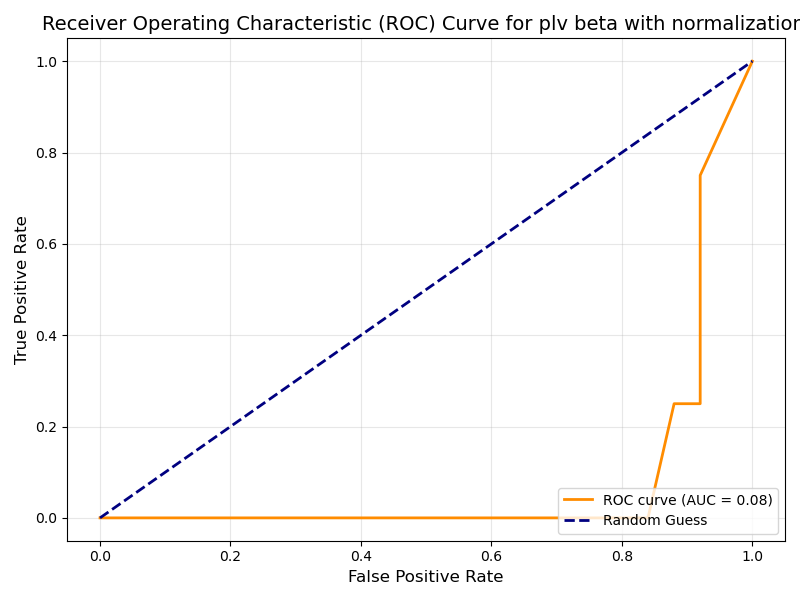 Receiver Operating Characteristic (ROC) Curve for plv beta with normalization
1.0
0.8
0.6
0.4
0.2
0.0
True Positive Rate
0.0 0.2 0.4 0.6 0.8 1.0
False Positive Rate
ROC curve (AUC = 0.08)
Random Guess